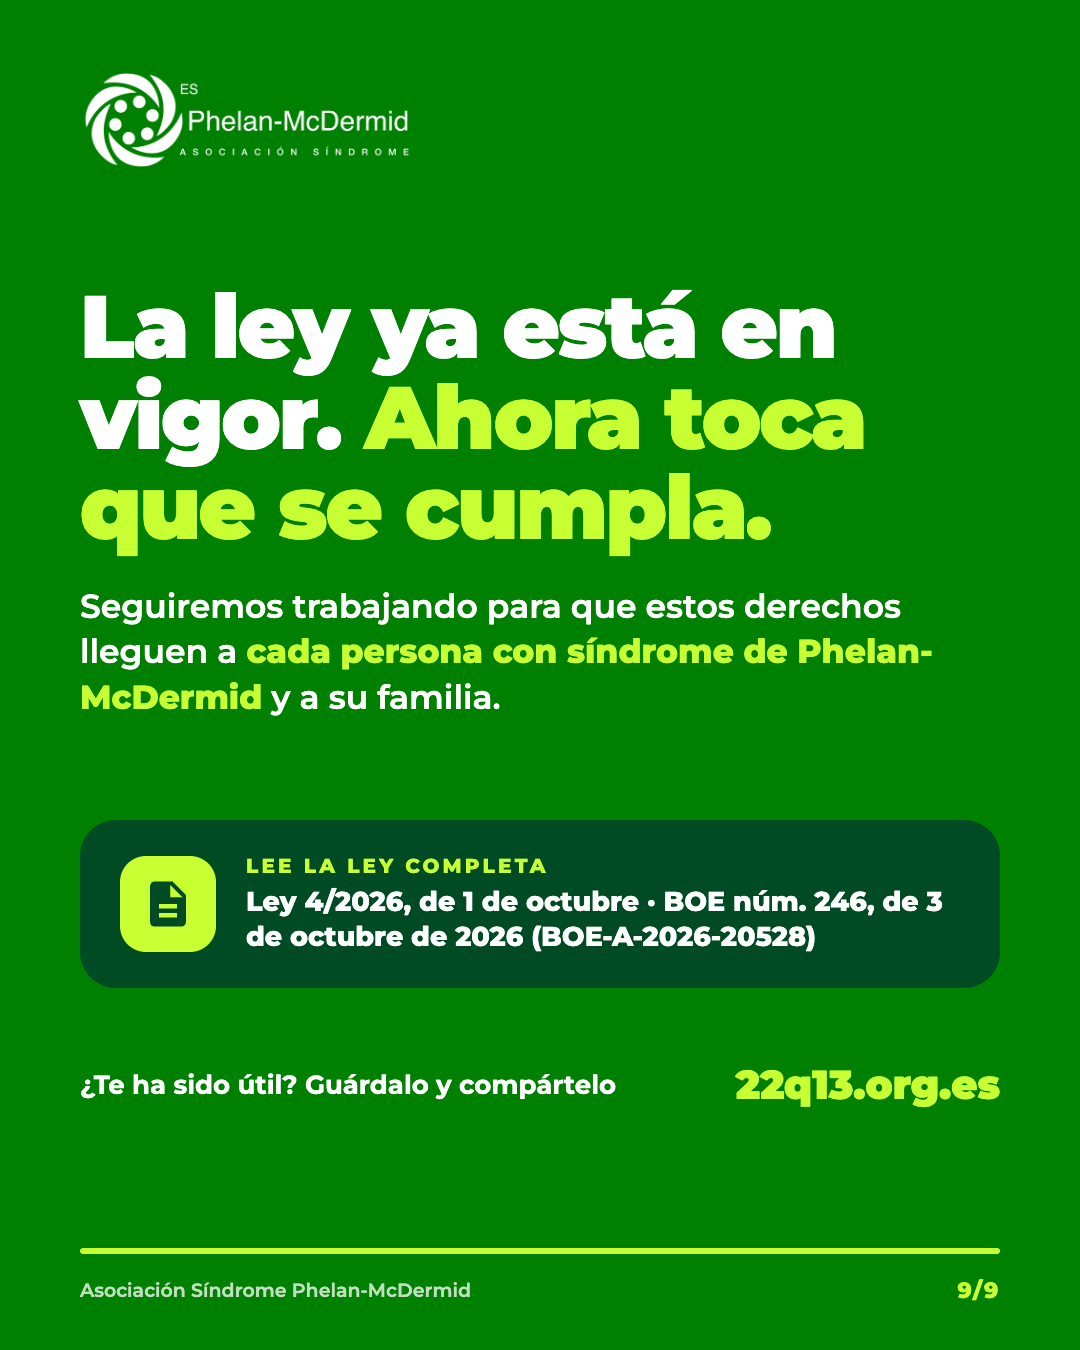 ES
Phelan-McDermid
ASOCIACIÓN SÍNDROME
La ley ya está en
vigor. Ahora toca
que se cumpla.
Seguiremos trabajando para que estos derechos
lleguen a cada persona con síndrome de Phelan-
McDermid y a su familia.
LEE LA LEY COMPLETA
Ley 4/2026, de 1 de octubre · BOE núm. 246, de 3
de octubre de 2026 (BOE-A-2026-20528)
¿Te ha sido útil? Guárdalo y compártelo
22q13.org.es
Asociación Síndrome Phelan-McDermid
9/9